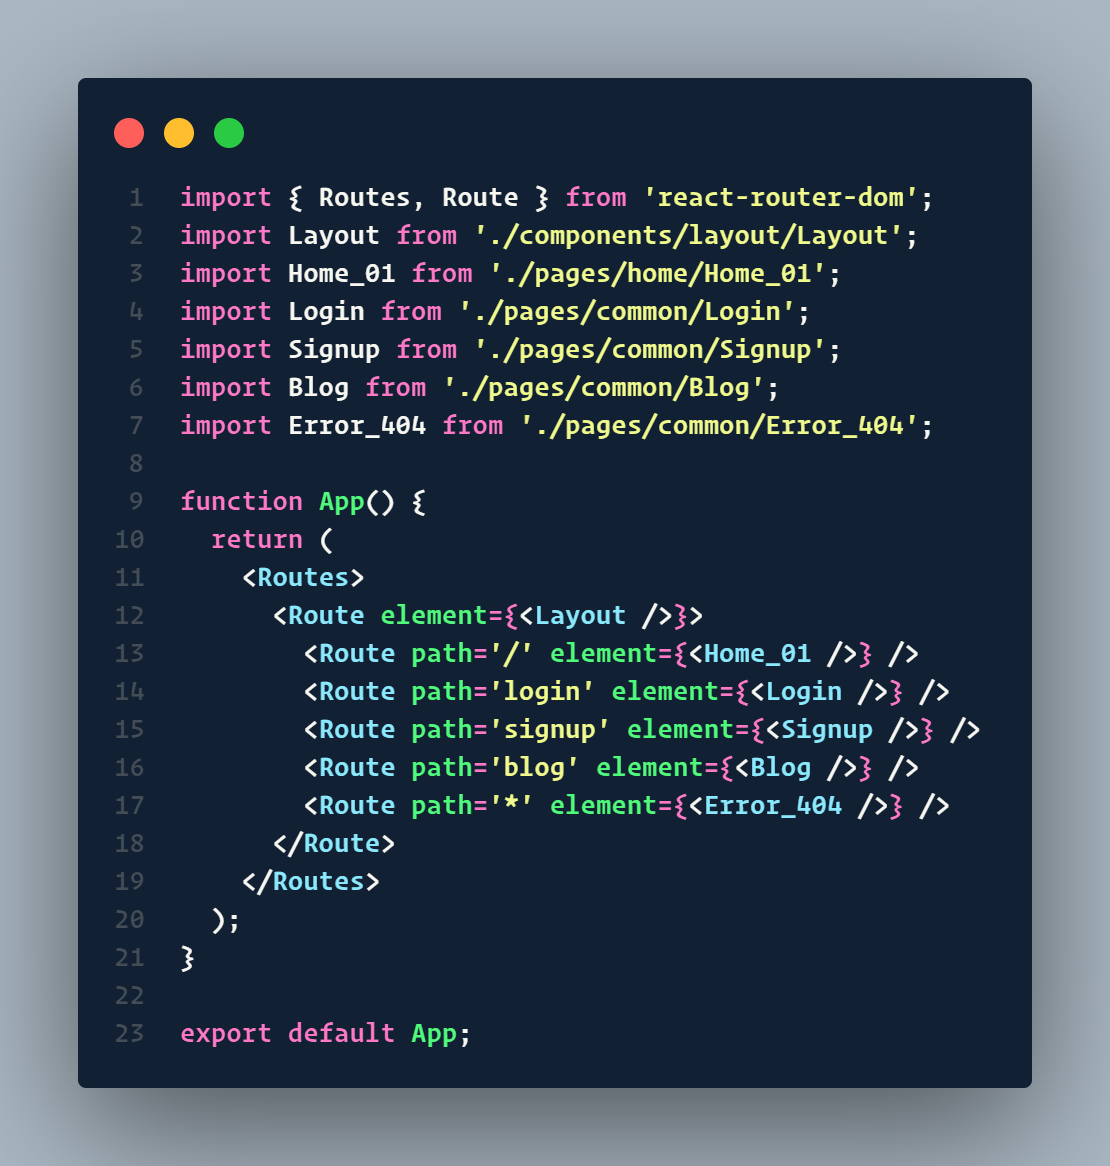 1 import { Routes, Route } from 'react-router-dom';
2 import Layout from './components/layout/Layout';
3 import Home_01 from './pages/home/Home_01';
4 import Login from './pages/common/Login';
5 import Signup from './pages/common/Signup';
6 import Blog from './pages/common/Blog';
7 import Error_404 from './pages/common/Error_404';
8
9 function App() {
10   return (
11     <Routes>
12       <Route element={<Layout />}>
13         <Route path='/' element={<Home_01 />} />
14         <Route path='login' element={<Login />} />
15         <Route path='signup' element={<Signup />} />
16         <Route path='blog' element={<Blog />} />
17         <Route path='*' element={<Error_404 />} />
18       </Route>
19     </Routes>
20   );
21 }
22
23 export default App;